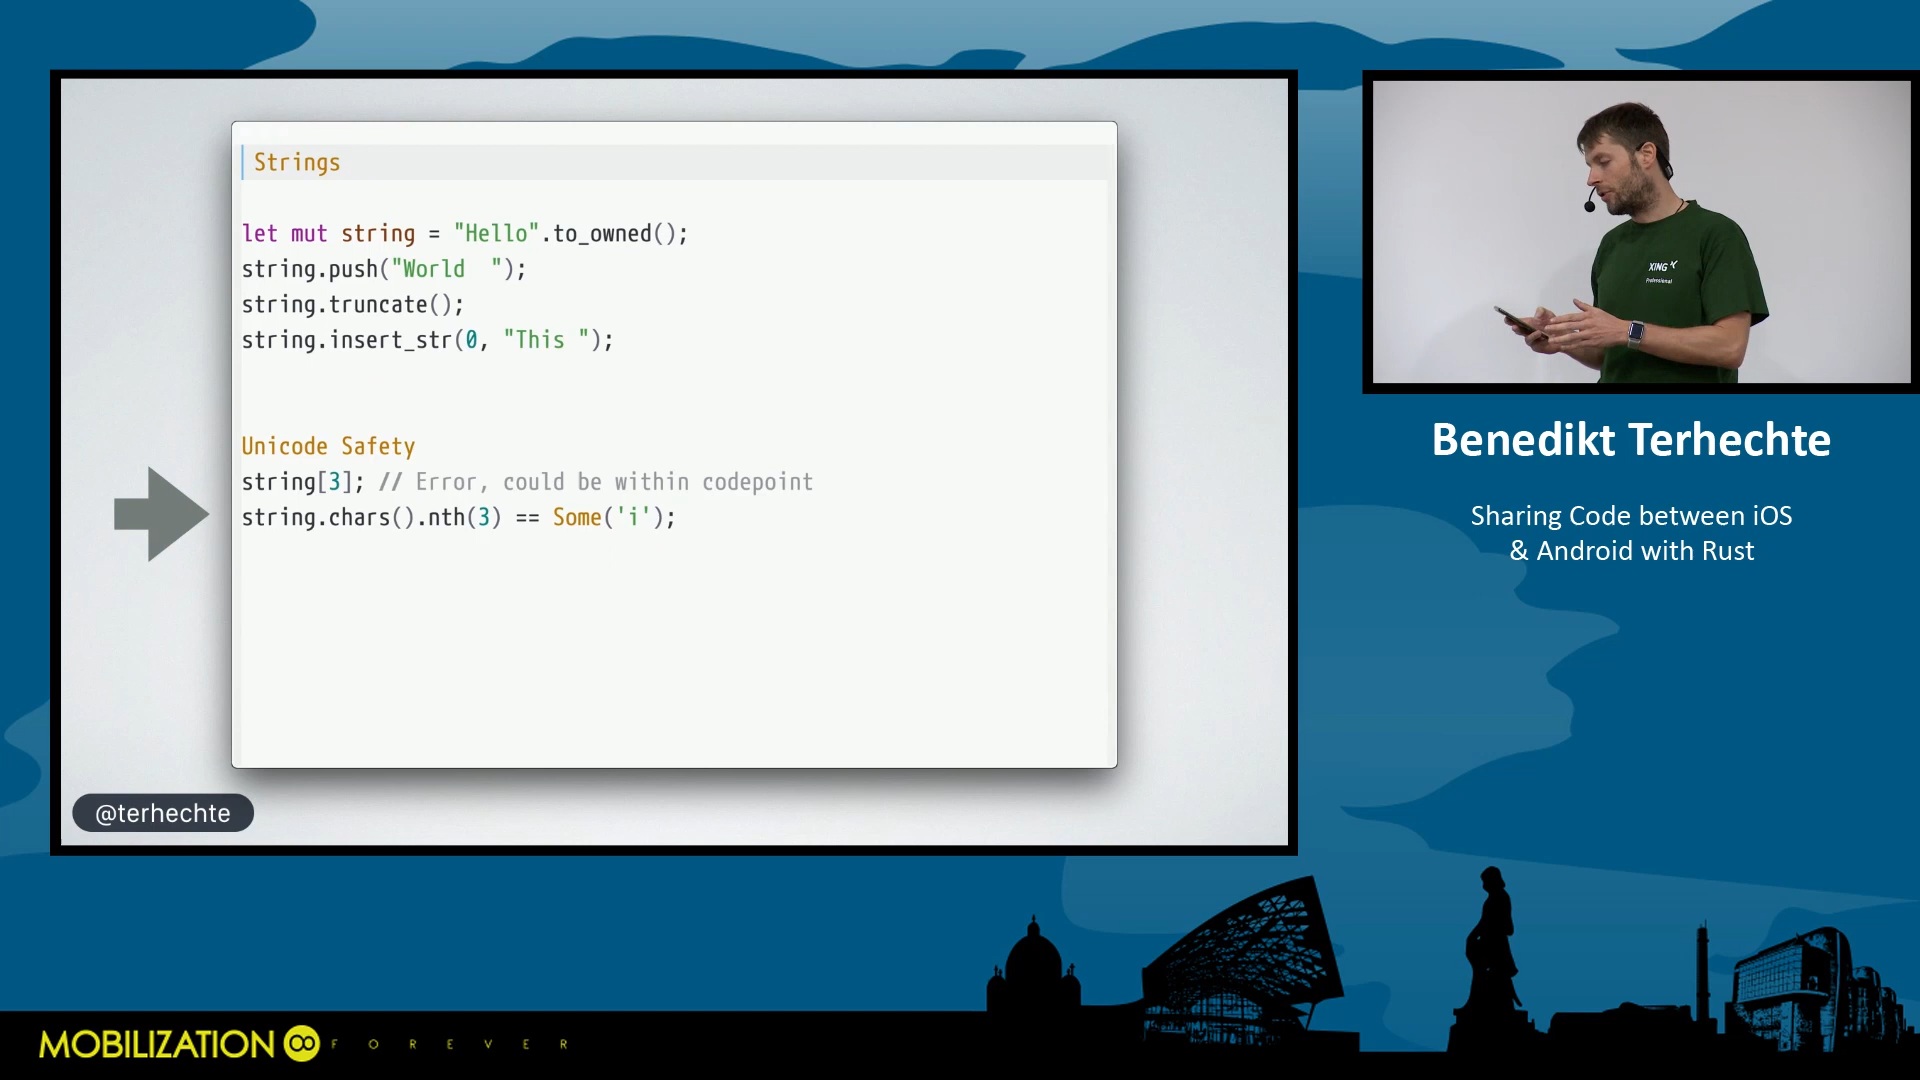 Strings
let mut string = "Hello".to_owned();
string.push("World  ");
string.truncate();
string.insert_str(0, "This ");
Unicode Safety
string[3]; // Error, could be within codepoint
string.chars().nth(3) == Some('i');
@terhechte
XING
Professional
Benedikt Terhechte
Sharing Code between iOS
& Android with Rust
MOBILIZATION
FOREVER